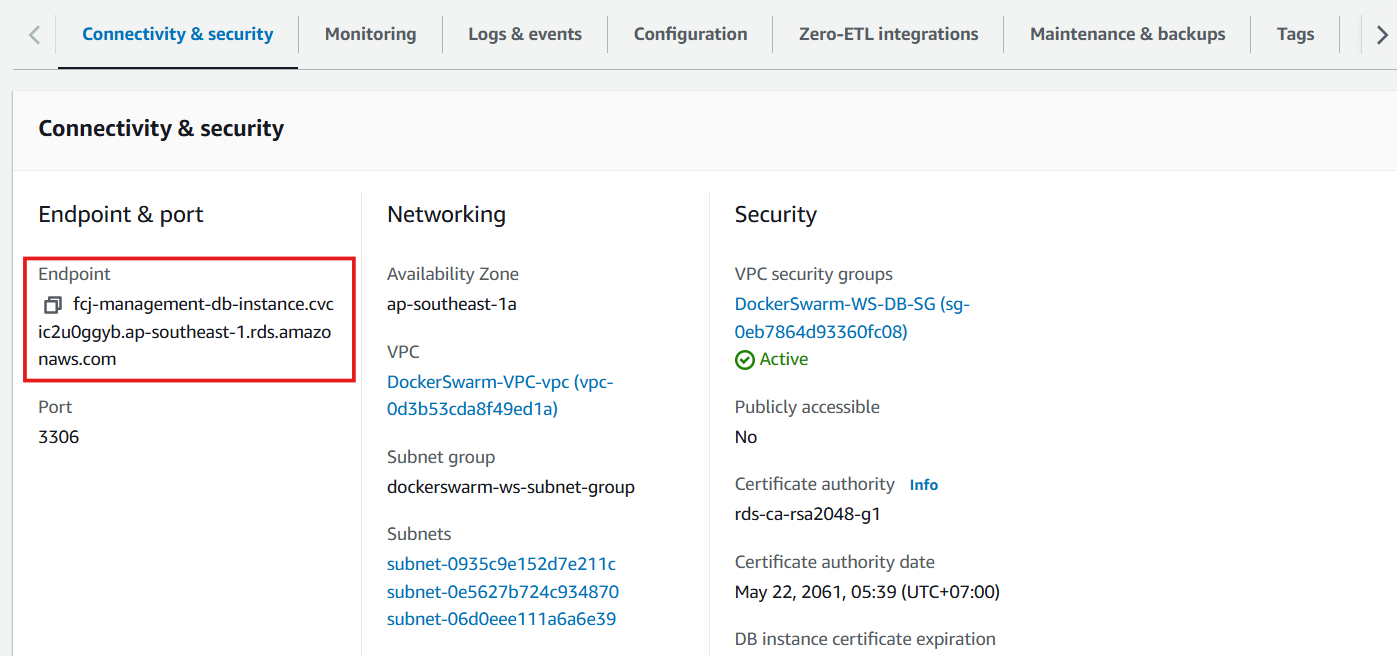 Connectivity & security
Monitoring
Logs & events
Configuration
Zero-ETL integrations
Maintenance & backups
Tags
Connectivity & security
Endpoint & port
Endpoint
fcj-management-db-instance.cvc
ic2u0ggyb.ap-southeast-1.rds.amazo
naws.com
Port
3306
Networking
Availability Zone
ap-southeast-1a
VPC
DockerSwarm-VPC-vpc (vpc-
0d3b53cda8f49ed1a)
Subnet group
dockerswarm-ws-subnet-group
Subnets
subnet-0935c9e152d7e211c
subnet-0e5627b724c934870
subnet-06d0eee111a6a6e39
Security
VPC security groups
DockerSwarm-WS-DB-SG (sg-
0eb7864d93360fc08)
Active
Publicly accessible
No
Certificate authority Info
rds-ca-rsa2048-g1
Certificate authority date
May 22, 2061, 05:39 (UTC+07:00)
DB instance certificate expiration